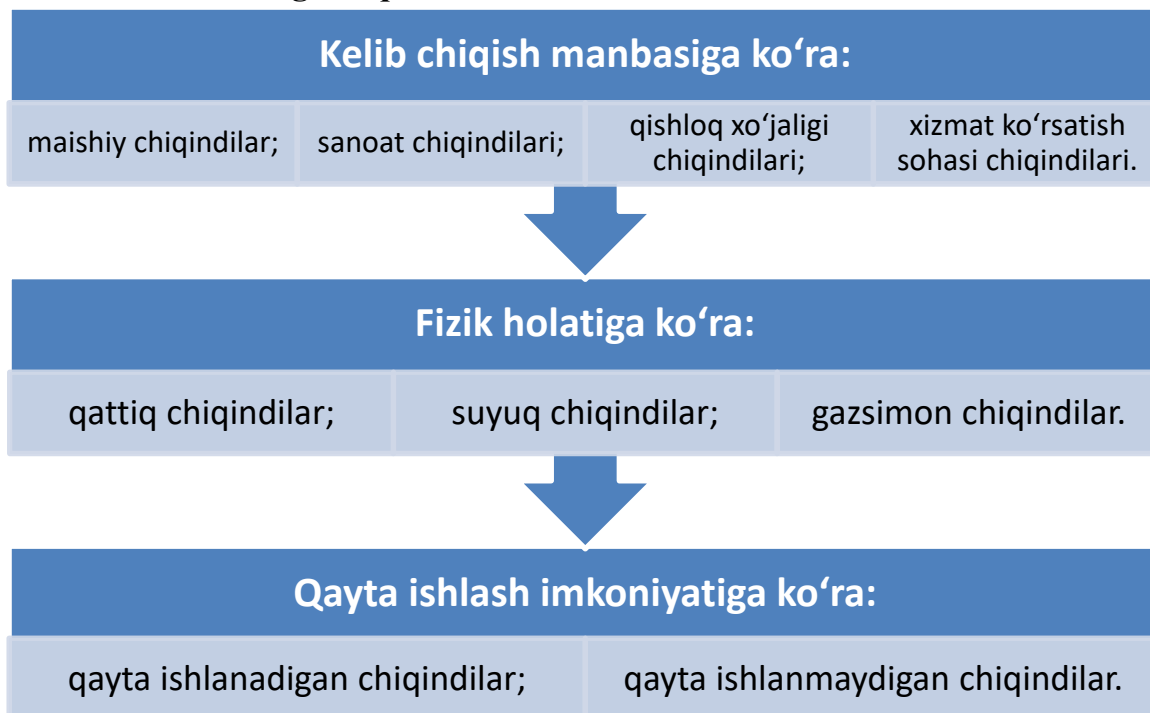 Kelib chiqish manbasiga ko‘ra:
maishiy chiqindilar;
sanoat chiqindilari;
qishloq xo‘jaligi
chiqindilari;
xizmat ko‘rsatish
sohasi chiqindilari.
Fizik holatiga ko‘ra:
qattiq chiqindilar;
suyuq chiqindilar;
gazsimon chiqindilar.
Qayta ishlash imkoniyatiga ko‘ra:
qayta ishlanadigan chiqindilar;
qayta ishlanmaydigan chiqindilar.